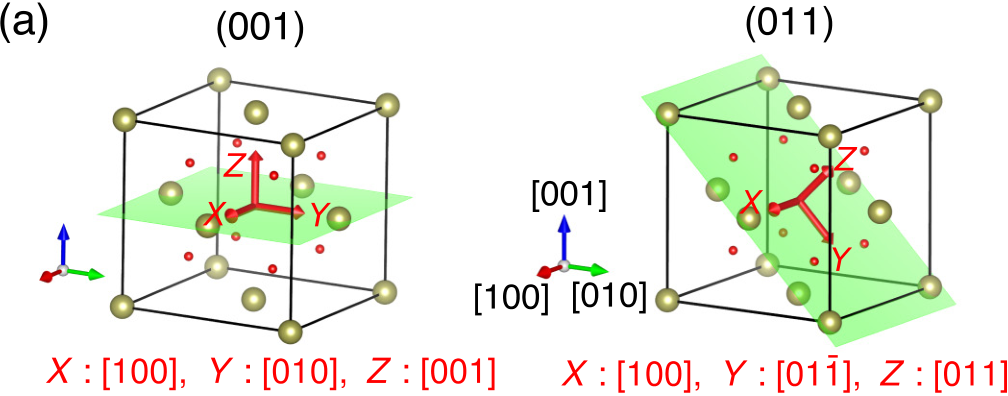 (a)
(001)
(011)
Z
X
Y
Z
X
Y
[001]
[100] [010]
X : [100], Y : [010], Z : [001]
X : [100], Y : [011̄], Z : [011]